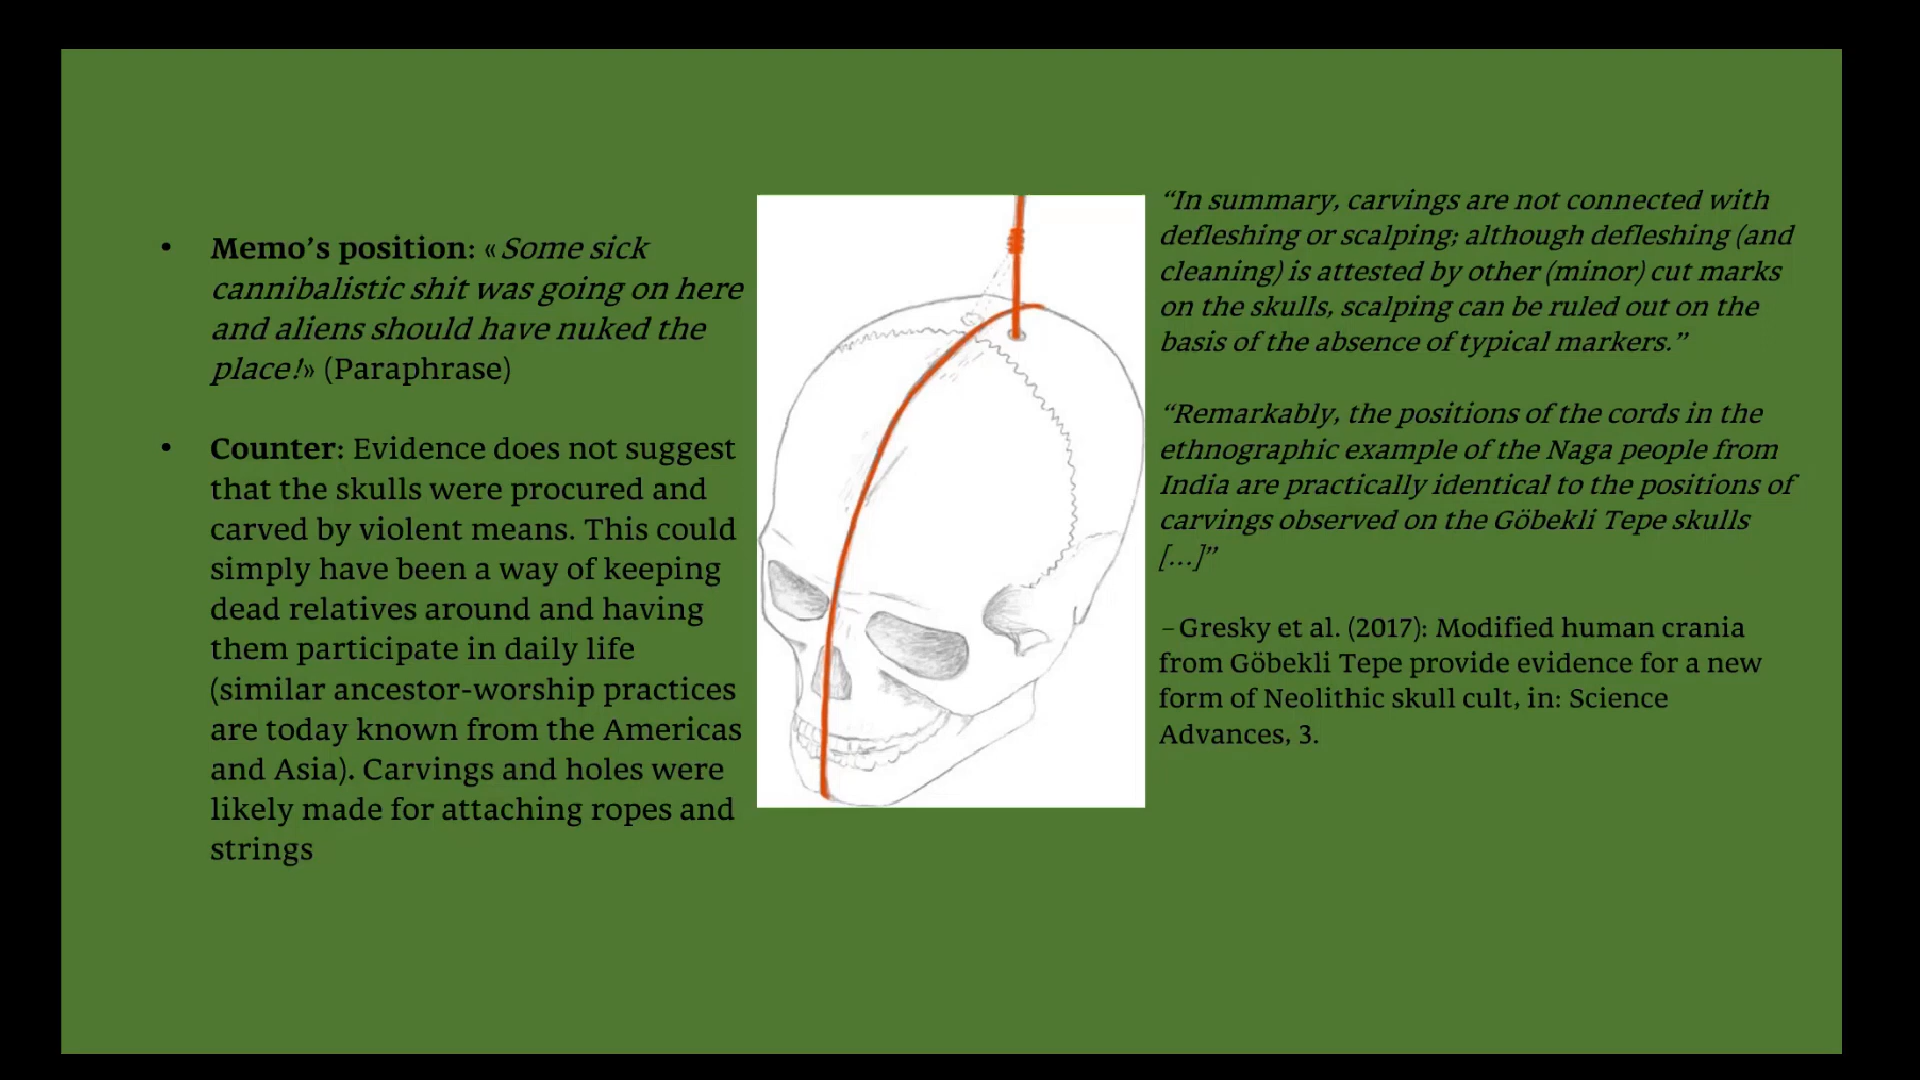 • Memo’s position: «Some sick
cannibalistic shit was going on here
and aliens should have nuked the
place!» (Paraphrase)
• Counter: Evidence does not suggest
that the skulls were procured and
carved by violent means. This could
simply have been a way of keeping
dead relatives around and having
them participate in daily life
(similar ancestor-worship practices
are today known from the Americas
and Asia). Carvings and holes were
likely made for attaching ropes and
strings
“In summary, carvings are not connected with
defleshing or scalping; although defleshing (and
cleaning) is attested by other (minor) cut marks
on the skulls, scalping can be ruled out on the
basis of the absence of typical markers.”
“Remarkably, the positions of the cords in the
ethnographic example of the Naga people from
India are practically identical to the positions of
carvings observed on the Göbekli Tepe skulls
[…]”
– Gresky et al. (2017): Modified human crania
from Göbekli Tepe provide evidence for a new
form of Neolithic skull cult, in: Science
Advances, 3.